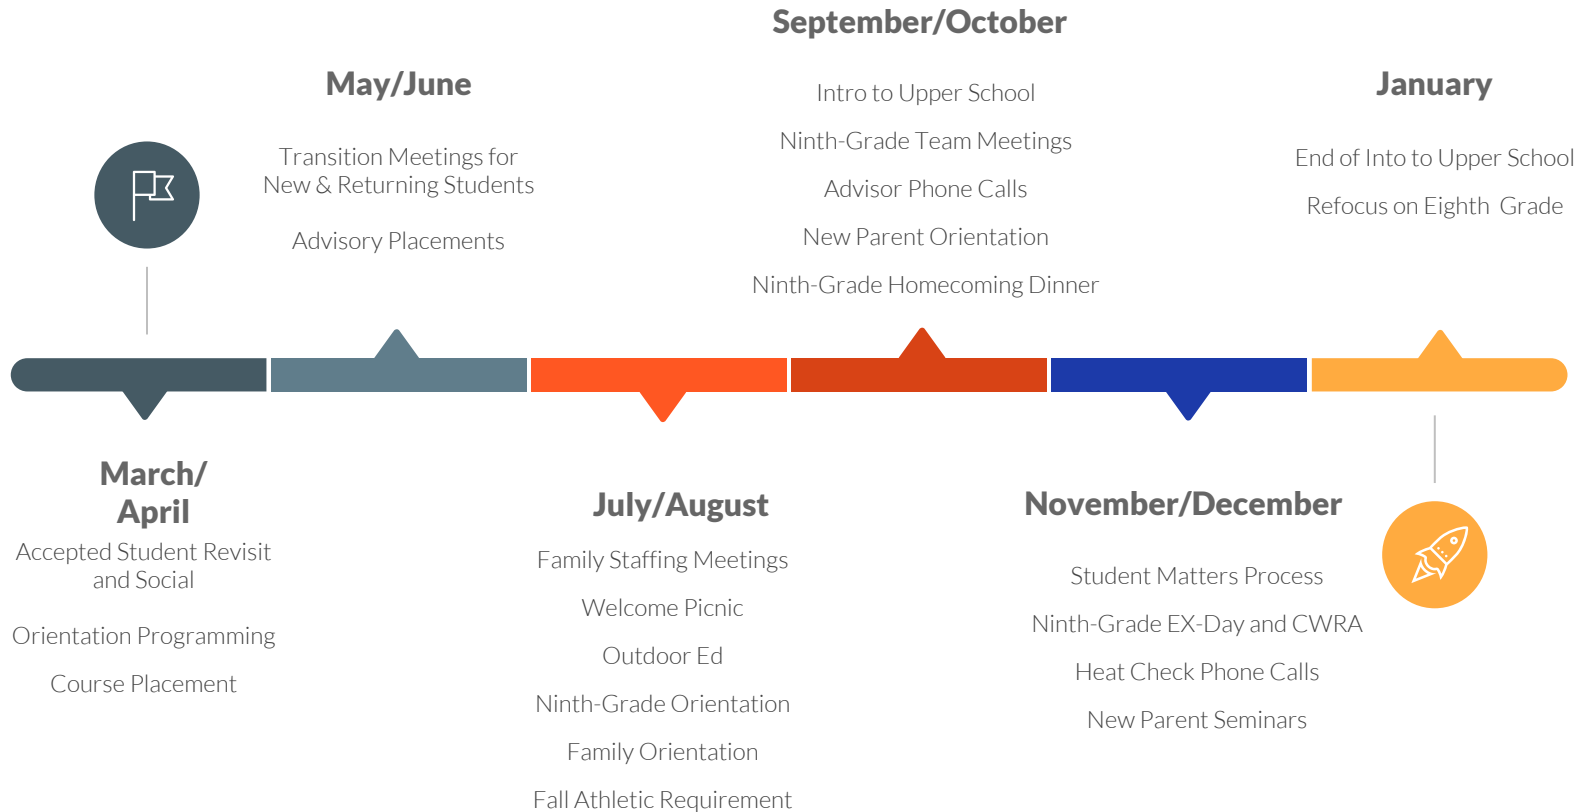 March/
April
Accepted Student Revisit
and Social
Orientation Programming
Course Placement
May/June
Transition Meetings for
New & Returning Students
Advisory Placements
July/August
Family Staffing Meetings
Welcome Picnic
Outdoor Ed
Ninth-Grade Orientation
Family Orientation
Fall Athletic Requirement
September/October
Intro to Upper School
Ninth-Grade Team Meetings
Advisor Phone Calls
New Parent Orientation
Ninth-Grade Homecoming Dinner
November/December
Student Matters Process
Ninth-Grade EX-Day and CWRA
Heat Check Phone Calls
New Parent Seminars
January
End of Into to Upper School
Refocus on Eighth Grade